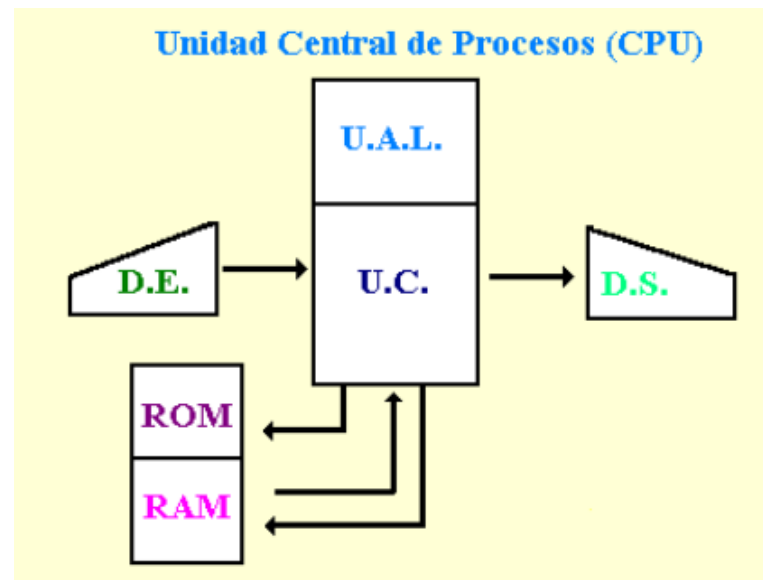 Unidad Central de Procesos (CPU)
U.A.L.
D.E.
U.C.
D.S.
ROM
RAM